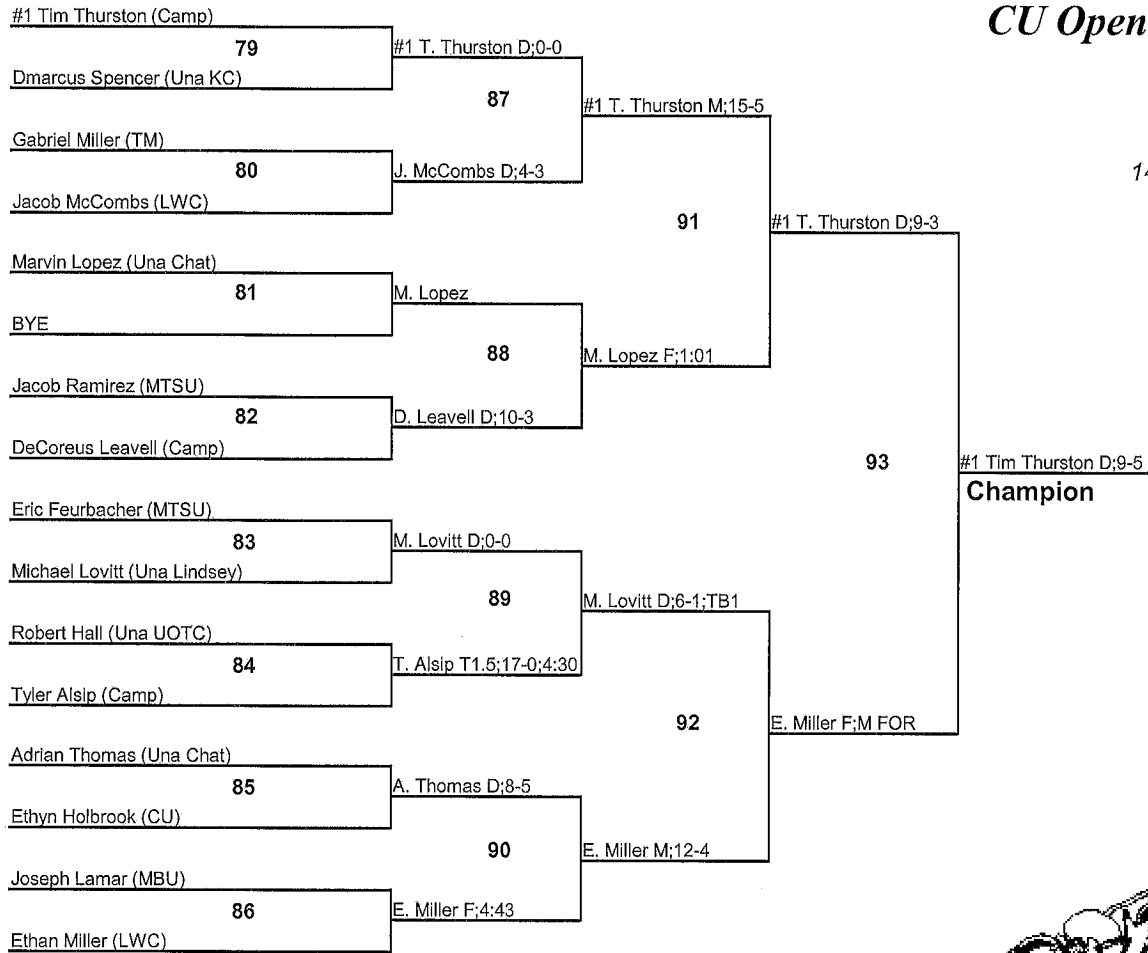 #1 Tim Thurston (Camp)
CU Open
79
#1 T. Thurston D;0-0
Dmarcus Spencer (Una KC)
87
#1 T. Thurston M;15-5
Gabriel Miller (TM)
80
J. McCombs D;4-3
14
Jacob McCombs (LWC)
91
#1 T. Thurston D;9-3
Marvin Lopez (Una Chat)
81
M. Lopez
BYE
88
M. Lopez F;1:01
Jacob Ramirez (MTSU)
82
D. Leavell D;10-3
DeCoreus Leavell (Camp)
93
#1 Tim Thurston D;9-5
Champion
Eric Feurbacher (MTSU)
83
M. Lovitt D;0-0
Michael Lovitt (Una Lindsey)
89
M. Lovitt D;6-1;TB1
Robert Hall (Una UOTC)
84
T. Alsip T1.5;17-0;4:30
Tyler Alsip (Camp)
92
E. Miller F;M FOR
Adrian Thomas (Una Chat)
85
A. Thomas D;8-5
Ethyn Holbrook (CU)
90
E. Miller M;12-4
Joseph Lamar (MBU)
86
E. Miller F;4:43
Ethan Miller (LWC)